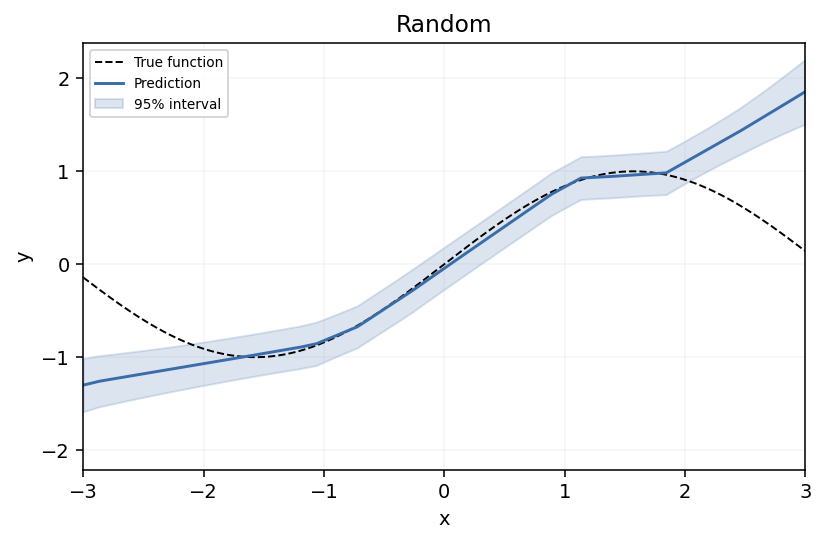 Random
True function
Prediction
95% interval
2
1
0
−1
−2
y
−3 −2 −1 0 1 2 3
x